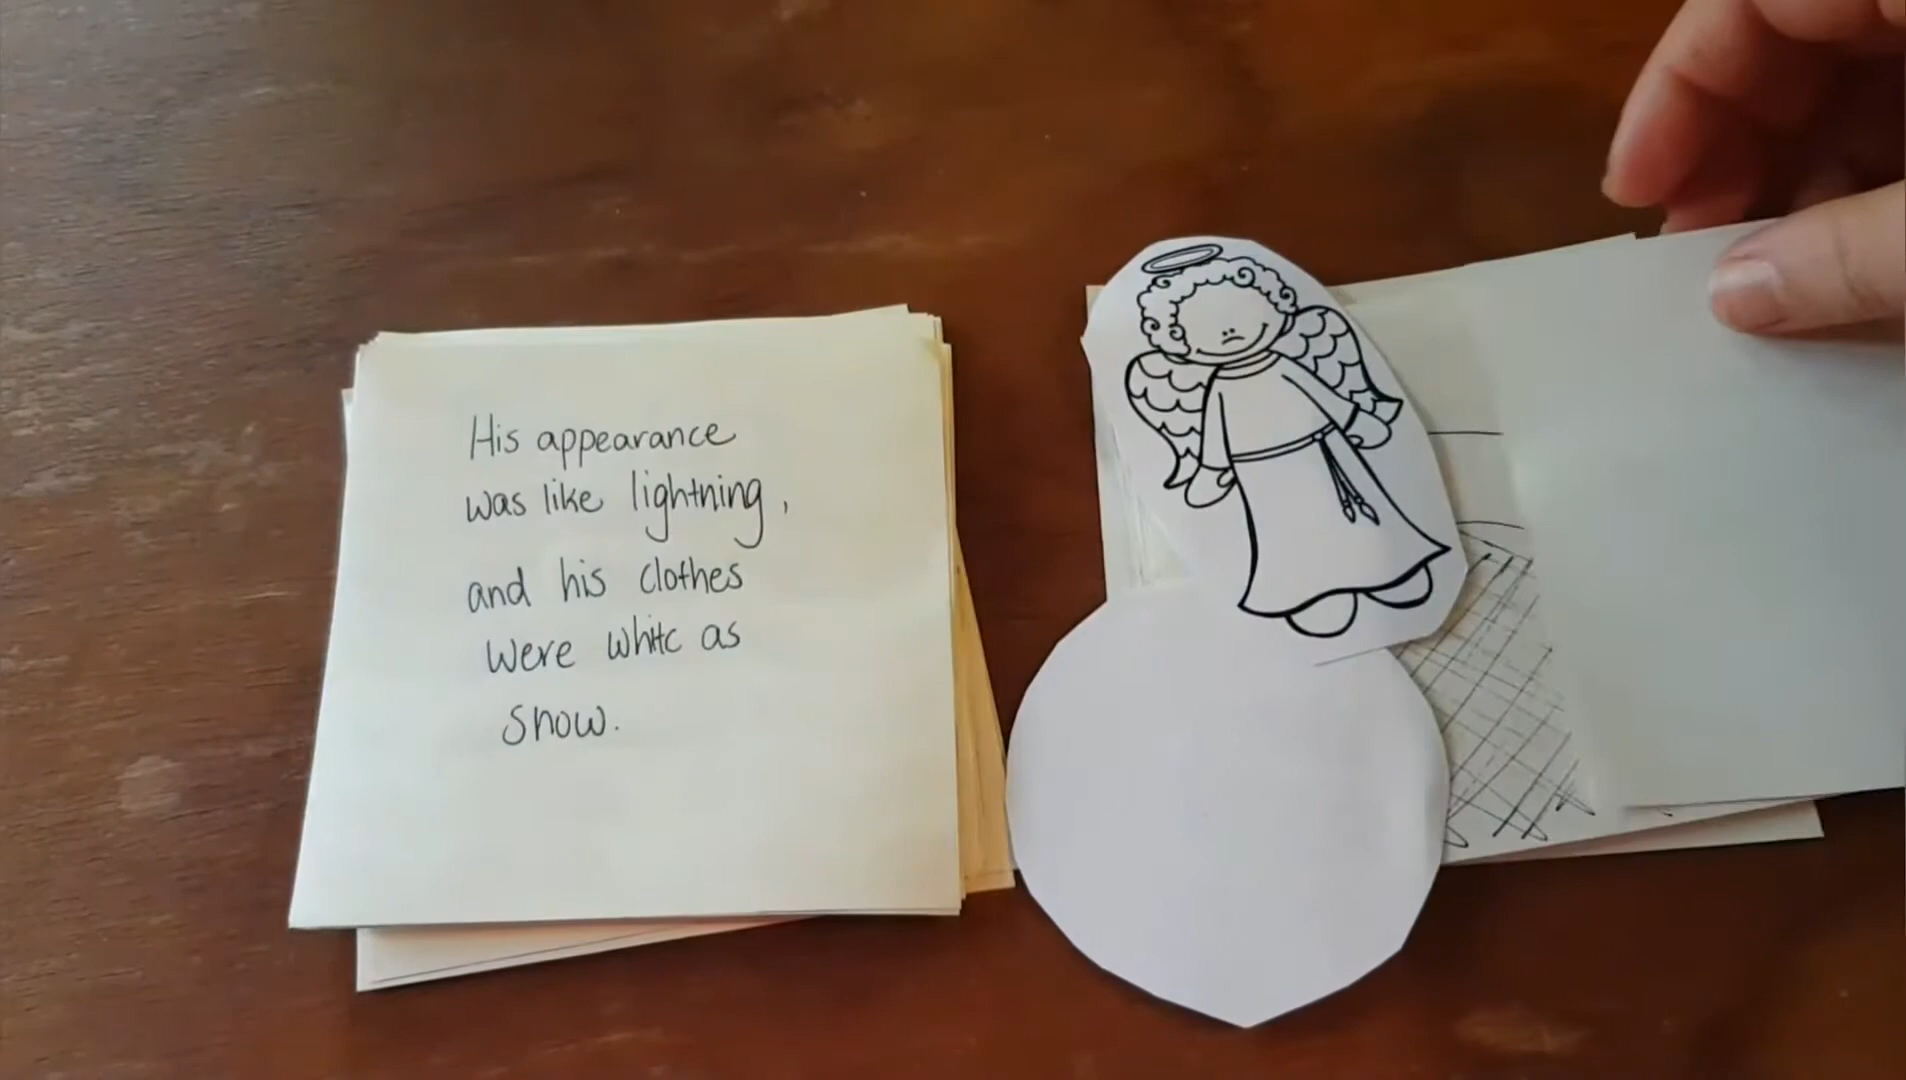 His appearance
was like lightning,
and his clothes
were white as
snow.